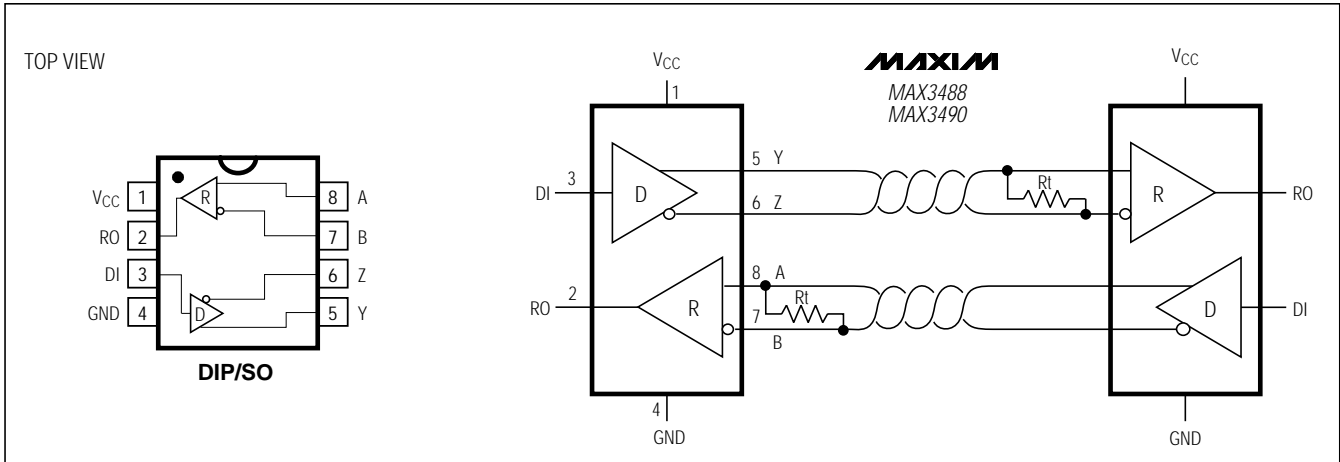 TOP VIEW
VCC 1
RO 2
DI 3
GND 4
8 A
7 B
6 Z
5 Y
R
D
DIP/SO
MAXIM
MAX3488
MAX3490
VCC
1
DI 3
D
5 Y
6 Z
Rt
R
RO
VCC
RO 2
R
8 A
7
B
Rt
D
DI
4
GND
GND